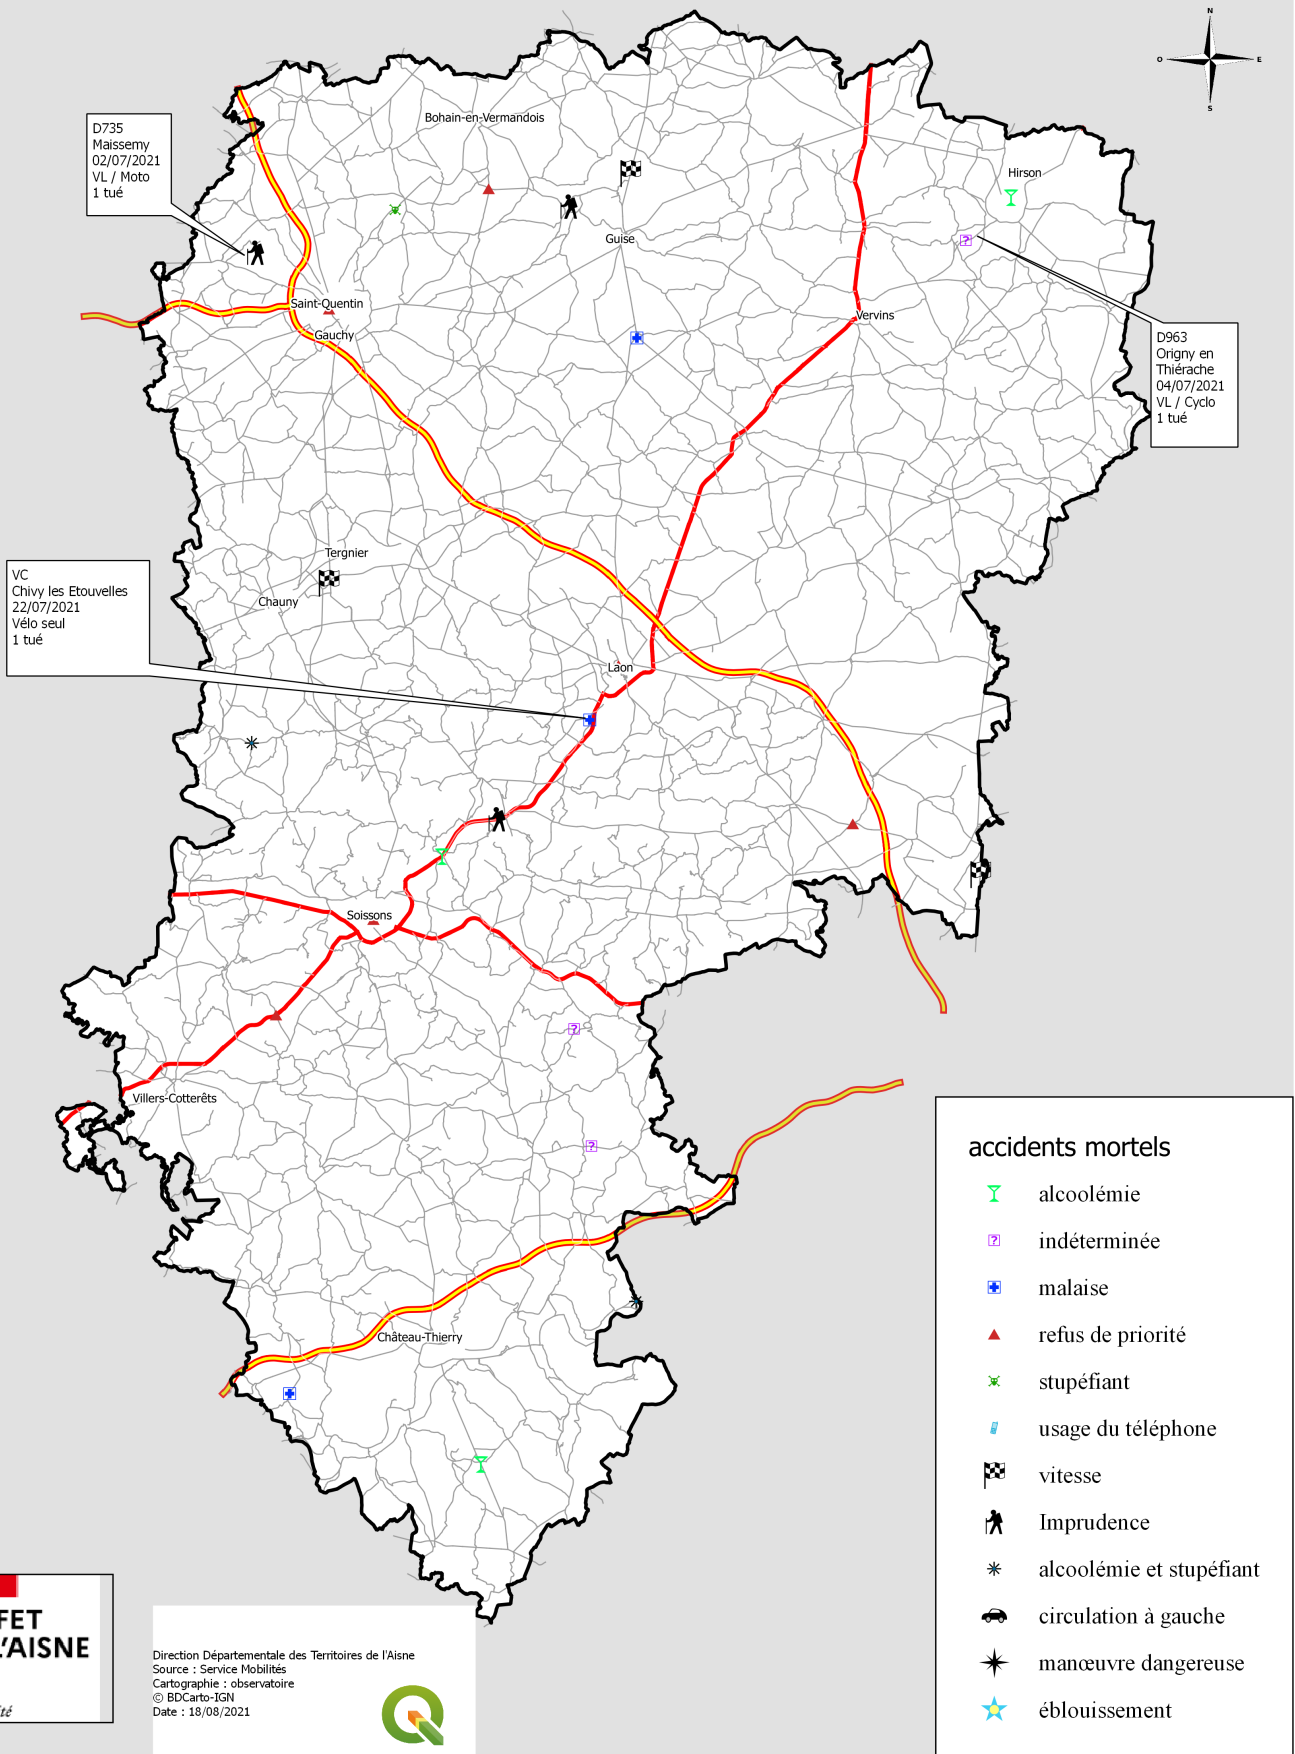 N
O
E
S
Bohain-en-Vermandois
D735
Maissemy
02/07/2021
VL / Moto
1 tué
Hirson
Guise
Saint-Quentin
Gauchy
Vervins
D963
Origny en
Thiérache
04/07/2021
VL / Cyclo
1 tué
Tergnier
Chauny
VC
Chivy les Etouvelles
22/07/2021
Vélo seul
1 tué
Laon
Soissons
Villers-Cotterêts
Château-Thierry
accidents mortels
alcoolémie
indéterminée
malaise
refus de priorité
stupéfiant
usage du téléphone
vitesse
Imprudence
alcoolémie et stupéfiant
circulation à gauche
manœuvre dangereuse
éblouissement
FET
L'AISNE
té
Direction Départementale des Territoires de l'Aisne
Source : Service Mobilités
Cartographie : observatoire
© BDCarto-IGN
Date : 18/08/2021